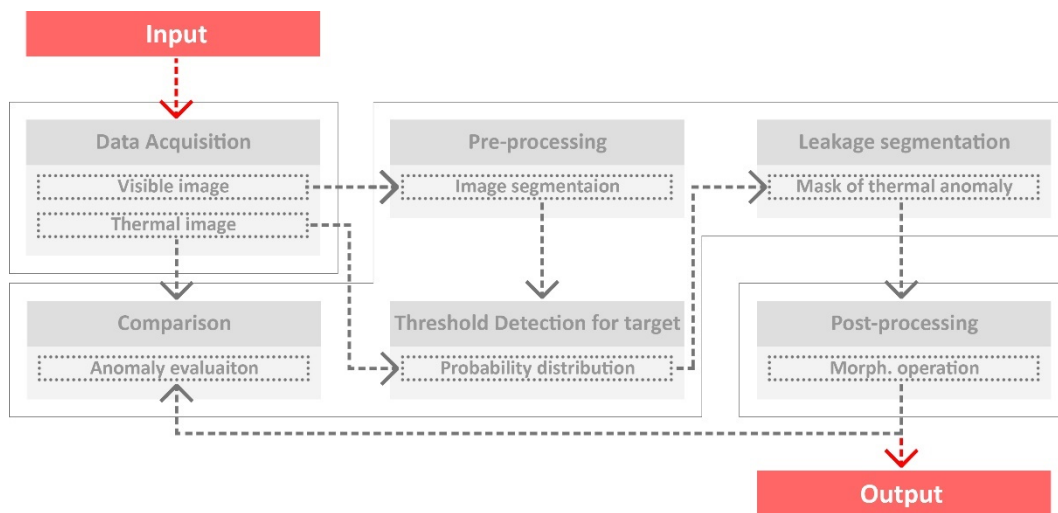 Input
Data Acquisition
Visible image
Thermal image
Pre-processing
Image segmentaion
Leakage segmentation
Mask of thermal anomaly
Comparison
Anomaly evaluaiton
Threshold Detection for target
Probability distribution
Post-processing
Morph. operation
Output